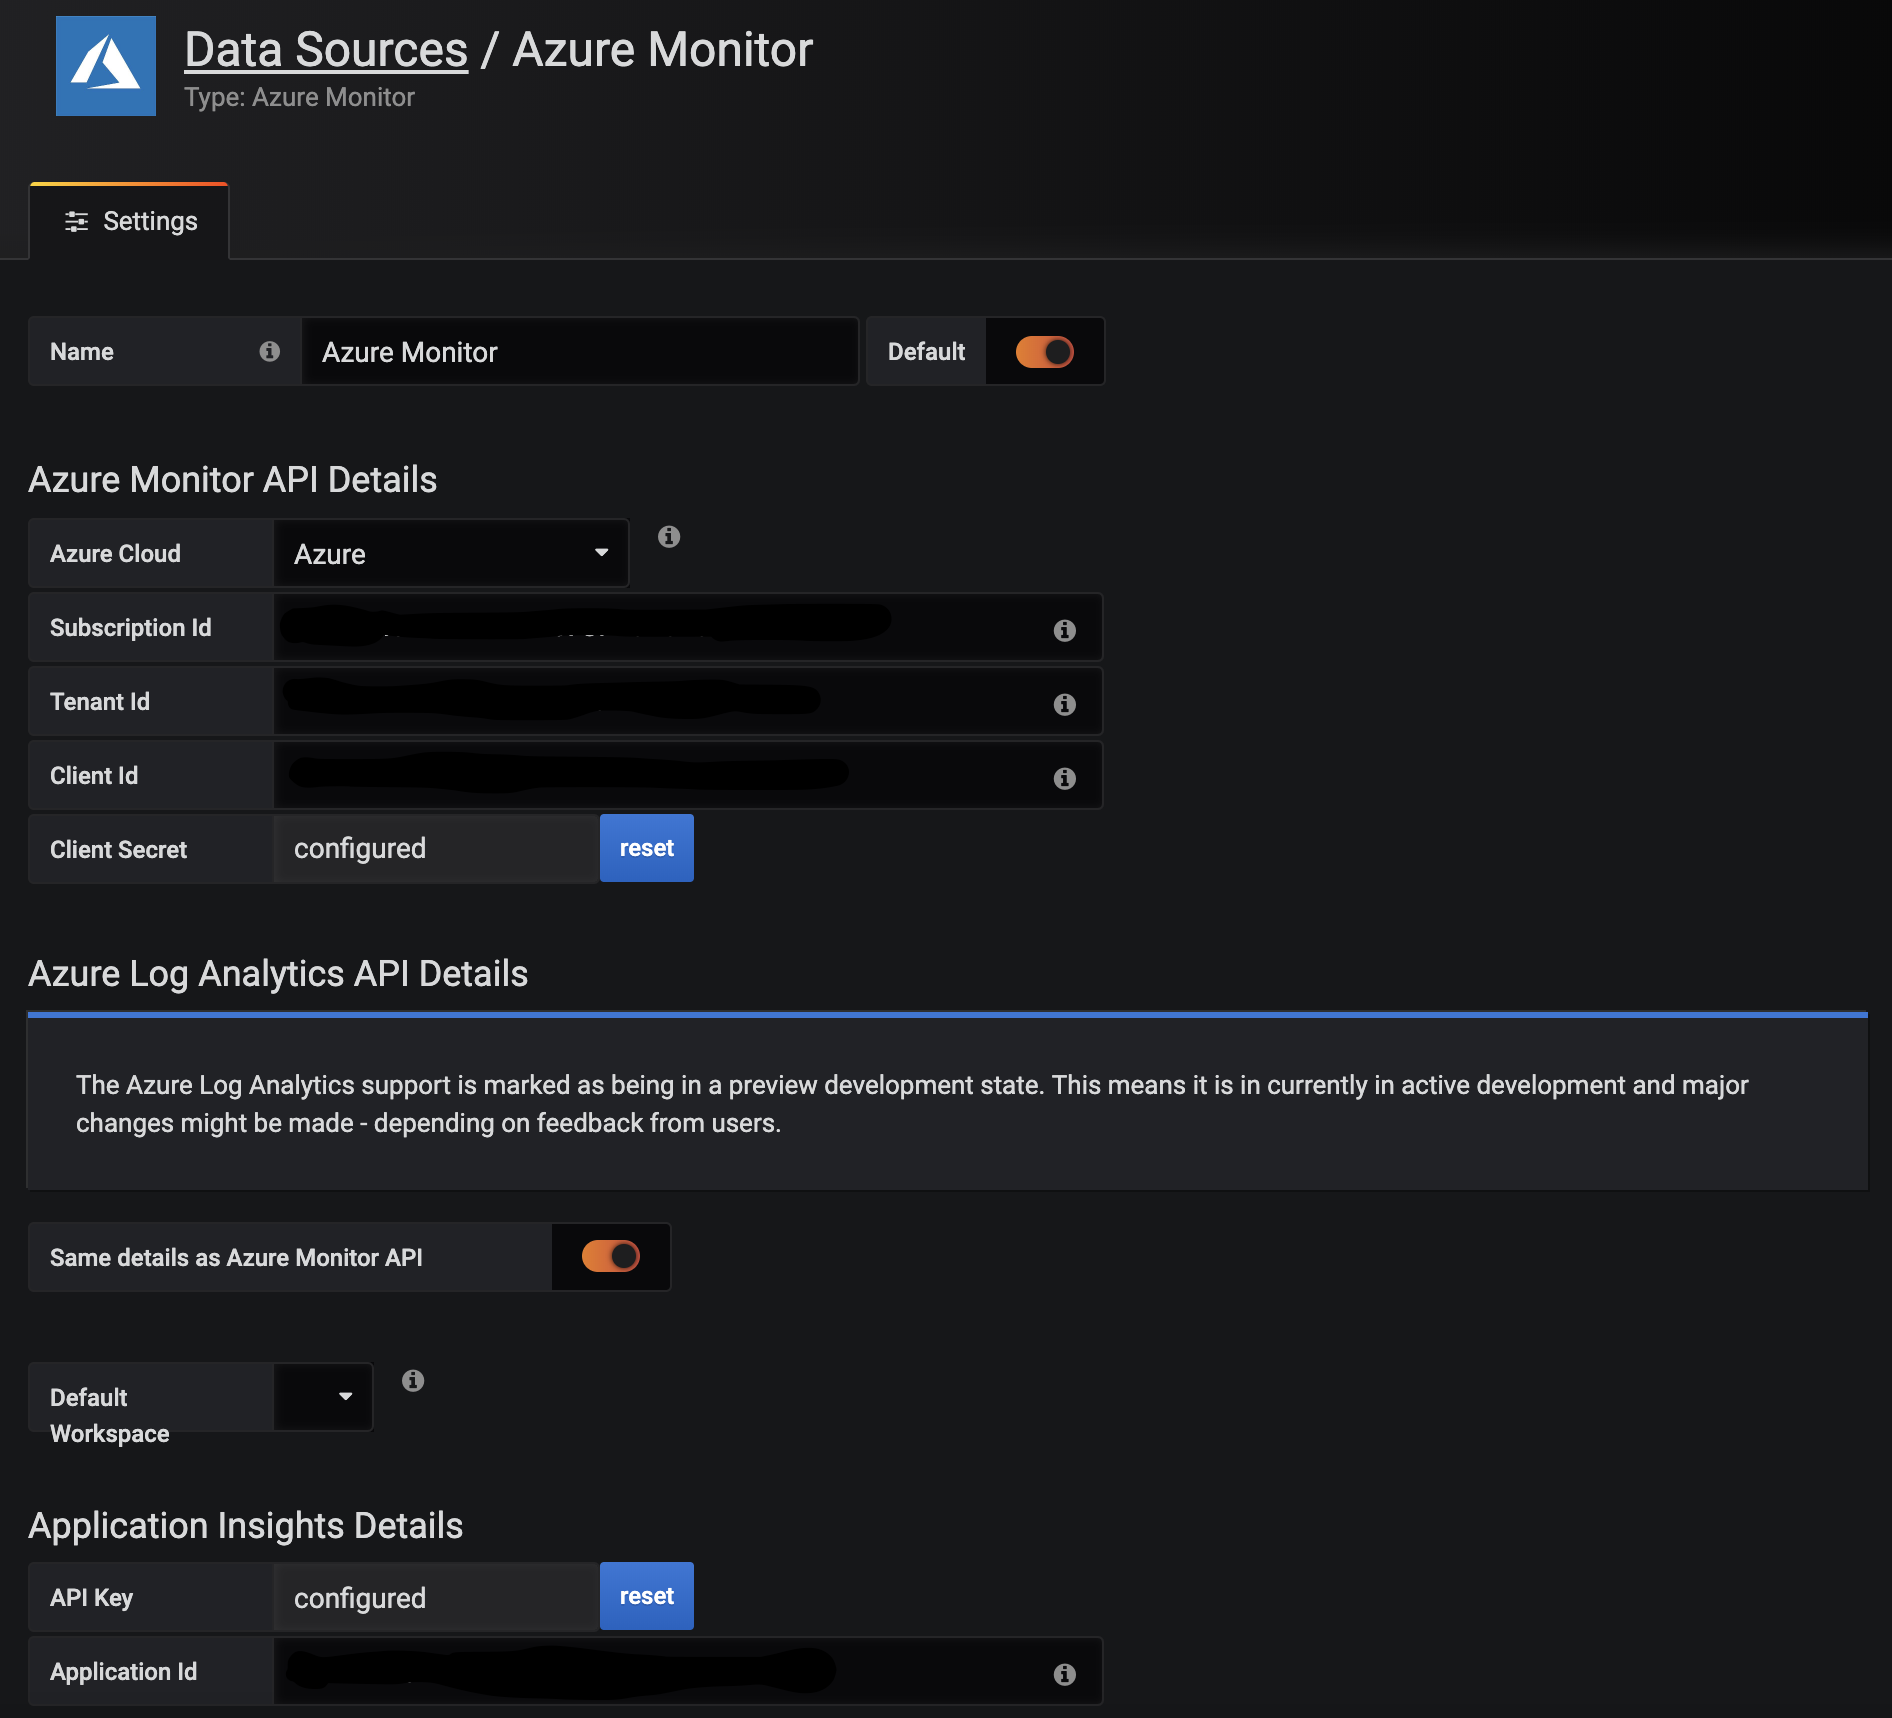 Data Sources / Azure Monitor
Type: Azure Monitor
Settings
Name Azure Monitor Default
Azure Monitor API Details
Azure Cloud Azure
Subscription Id
Tenant Id
Client Id
Client Secret configured reset
Azure Log Analytics API Details
The Azure Log Analytics support is marked as being in a preview development state. This means it is in currently in active development and major
changes might be made - depending on feedback from users.
Same details as Azure Monitor API
Default
Workspace
Application Insights Details
API Key configured reset
Application Id